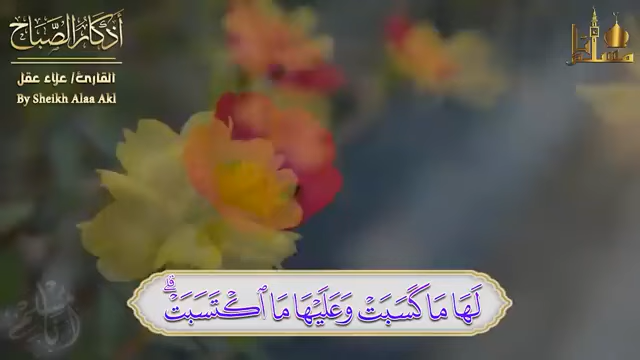 أذكار الصباح
القارئ/ علاء عقل
By Sheikh Alaa Akl
لَهَا مَا كَسَبَتْ وَعَلَيْهَا مَا ٱكْتَسَبَتْ ۗ